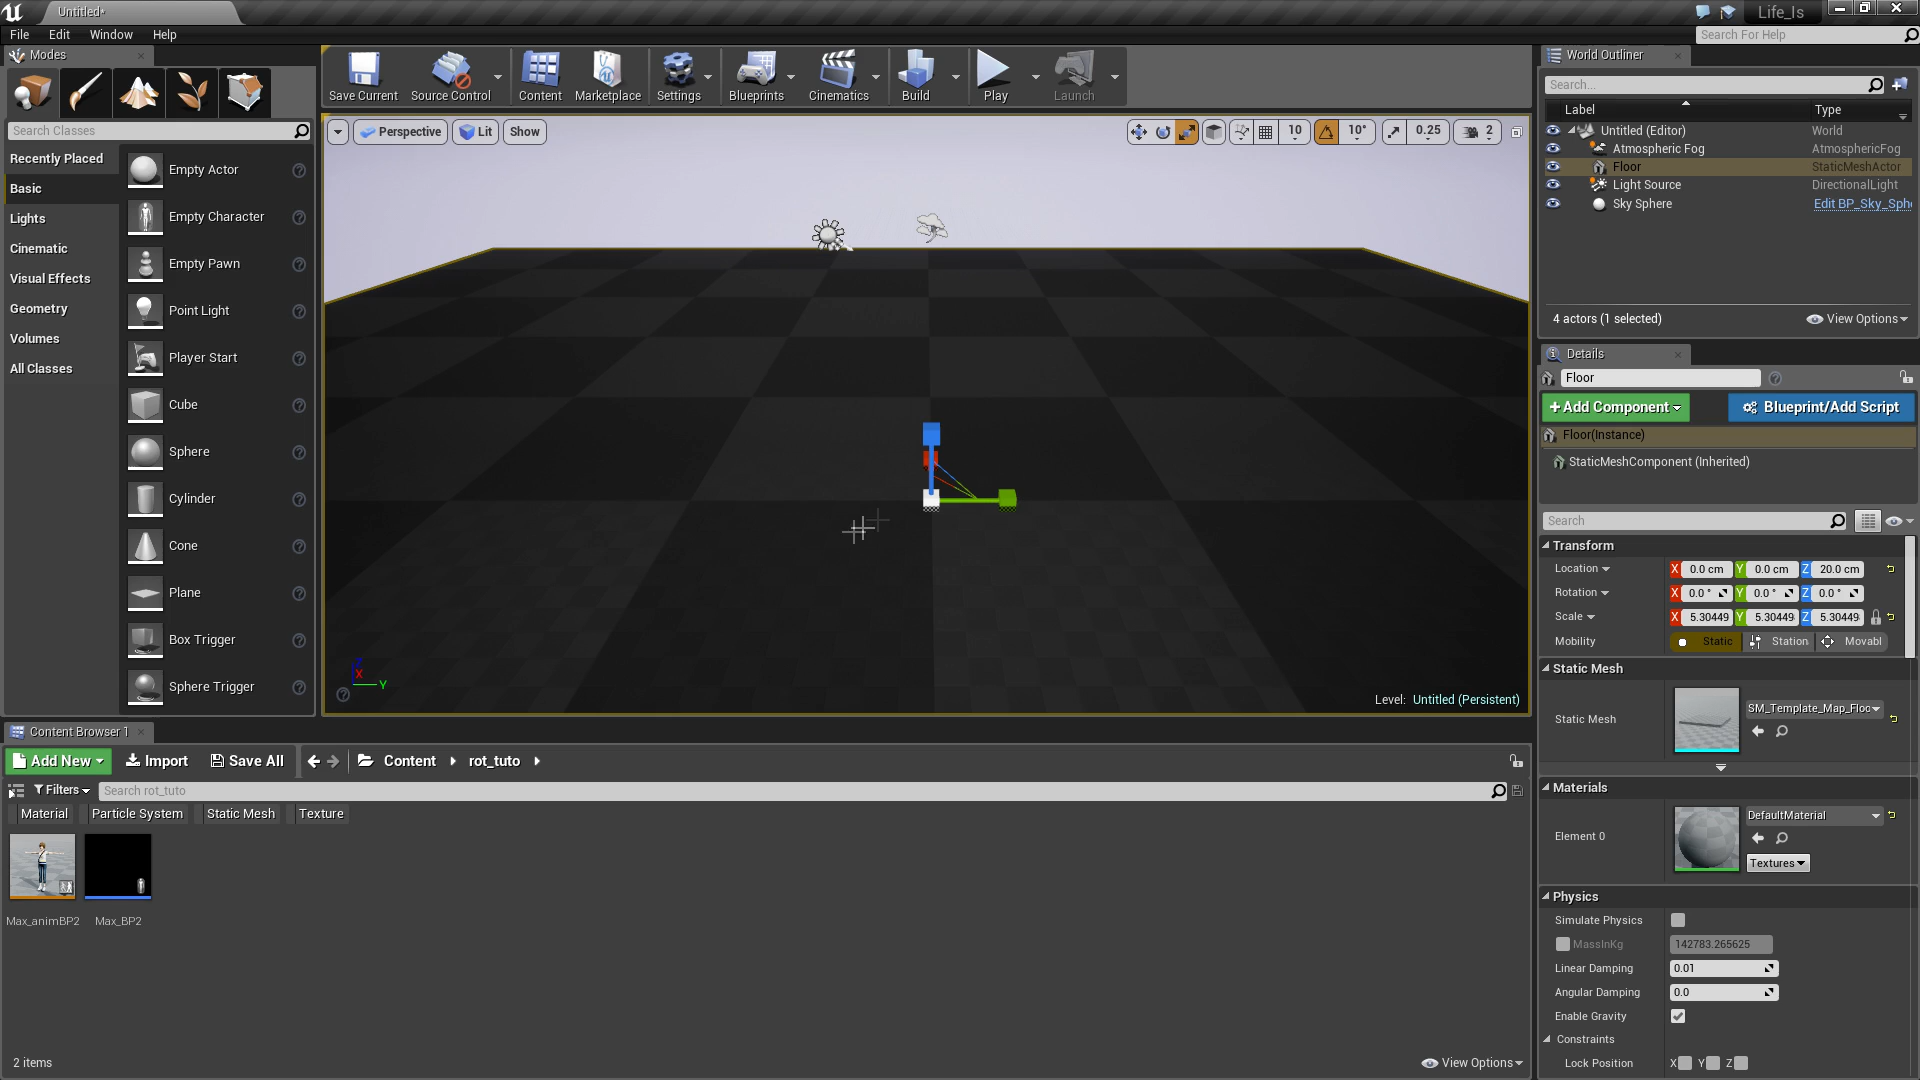 Untitled*
Life_Is
File Edit Window Help
Search For Help
Modes
Search Classes
Recently Placed
Basic
Lights
Cinematic
Visual Effects
Geometry
Volumes
All Classes
Empty Actor
Empty Character
Empty Pawn
Point Light
Player Start
Cube
Sphere
Cylinder
Cone
Plane
Box Trigger
Sphere Trigger
Save Current Source Control Content Marketplace Settings Blueprints Cinematics Build Play Launch
Perspective Lit Show
10 10° 0.25 2
X Y
Level: Untitled (Persistent)
World Outliner
Search...
Label Type
Untitled (Editor) World
Atmospheric Fog AtmosphericFog
Floor StaticMeshActor
Light Source DirectionalLight
Sky Sphere Edit BP_Sky_Sph
4 actors (1 selected) View Options
Details
Floor
+Add Component Blueprint/Add Script
Floor(Instance)
StaticMeshComponent (Inherited)
Search
Transform
Location X 0.0 cm Y 0.0 cm Z 20.0 cm
Rotation X 0.0 ° Y 0.0 ° Z 0.0 °
Scale X 5.30449 Y 5.30449 Z 5.30449
Mobility Static Station Movabl
Static Mesh
Static Mesh SM_Template_Map_Floo
Materials
Element 0 DefaultMaterial
Textures
Physics
Simulate Physics
MassInKg 142783.265625
Linear Damping 0.01
Angular Damping 0.0
Enable Gravity
Constraints
Lock Position X Y Z
Content Browser 1
Add New Import Save All Content rot_tuto
Filters Search rot_tuto
Material Particle System Static Mesh Texture
Max_animBP2 Max_BP2
2 items View Options